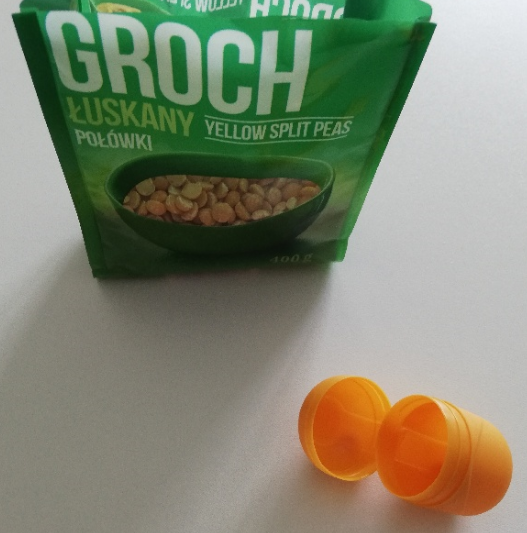 GROCH
ŁUSKANY
POŁÓWKI
YELLOW SPLIT PEAS
400 g